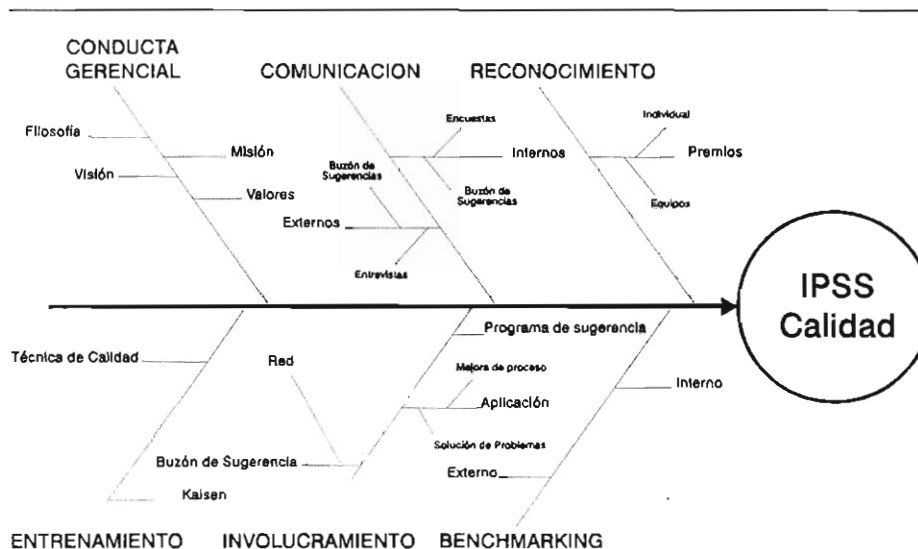 CONDUCTA
GERENCIAL
COMUNICACION
RECONOCIMIENTO
Filosofía
Misión
Visión
Valores
Encuestas
Internos
Buzón de
Sugerencias
Buzón de
Sugerencias
Externos
Entrevistas
Individual
Premios
Equipos
IPSS
Calidad
Técnica de Calidad
Kaisen
Red
Buzón de Sugerencia
Programa de sugerencia
Mejora de proceso
Aplicación
Solución de Problemas
Interno
Externo
ENTRENAMIENTO
INVOLUCRAMIENTO
BENCHMARKING